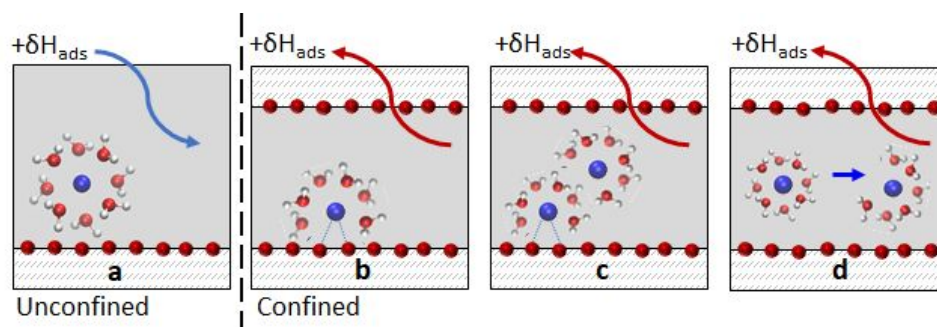 +δHads +δHads +δHads +δHads
a b c d
Unconfined Confined